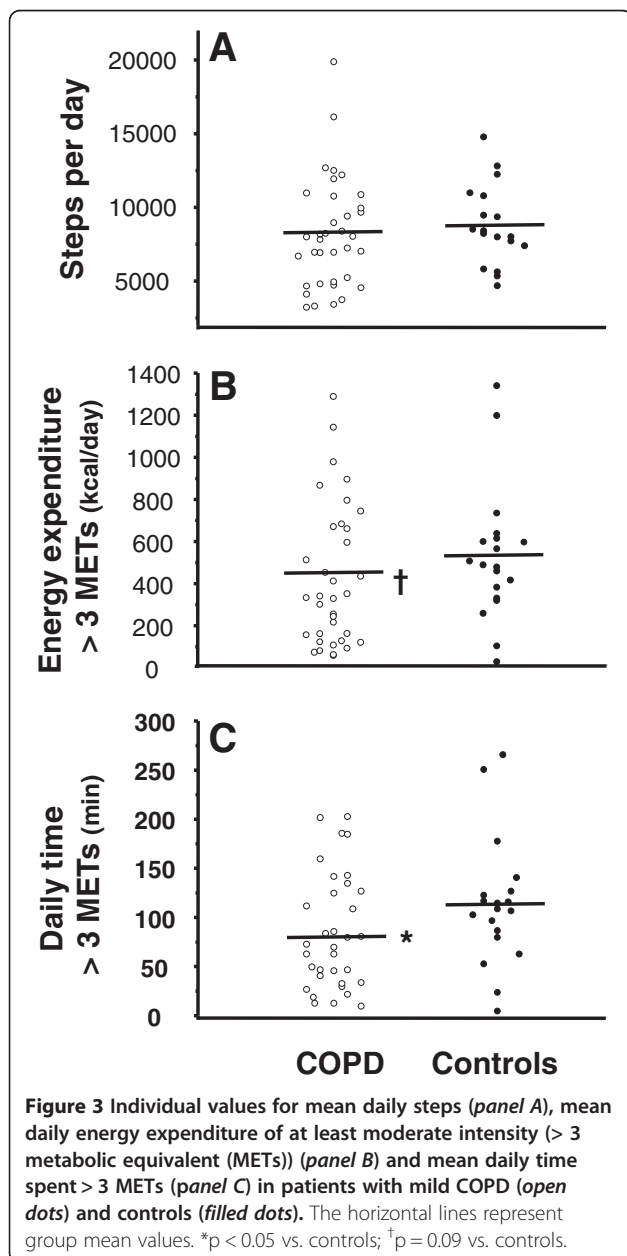 A
Steps per day
20000
15000
10000
5000
B
Energy expenditure
> 3 METs (kcal/day)
1400
1200
1000
800
600
400
200
0
†
C
Daily time
> 3 METs (min)
300
250
200
150
100
50
0
*
COPD Controls
Figure 3 Individual values for mean daily steps (panel A), mean
daily energy expenditure of at least moderate intensity (> 3
metabolic equivalent (METs)) (panel B) and mean daily time
spent > 3 METs (panel C) in patients with mild COPD (open
dots) and controls (filled dots). The horizontal lines represent
group mean values. *p < 0.05 vs. controls; †p = 0.09 vs. controls.